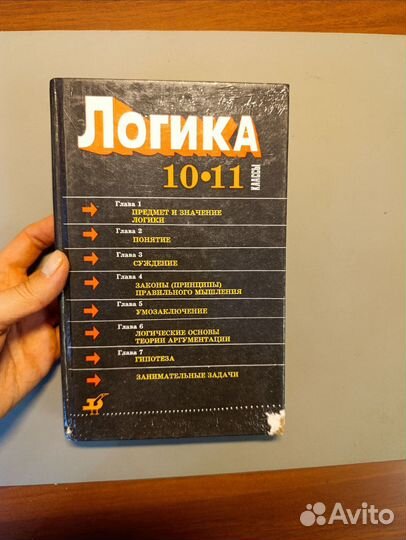 ЛОГИКА
10•11
КЛАССЫ
Глава 1
ПРЕДМЕТ И ЗНАЧЕНИЕ
ЛОГИКИ
Глава 2
ПОНЯТИЕ
Глава 3
СУЖДЕНИЕ
Глава 4
ЗАКОНЫ (ПРИНЦИПЫ)
ПРАВИЛЬНОГО МЫШЛЕНИЯ
Глава 5
УМОЗАКЛЮЧЕНИЕ
Глава 6
ЛОГИЧЕСКИЕ ОСНОВЫ
ТЕОРИИ АРГУМЕНТАЦИИ
Глава 7
ГИПОТЕЗА
ЗАНИМАТЕЛЬНЫЕ ЗАДАЧИ
Avito